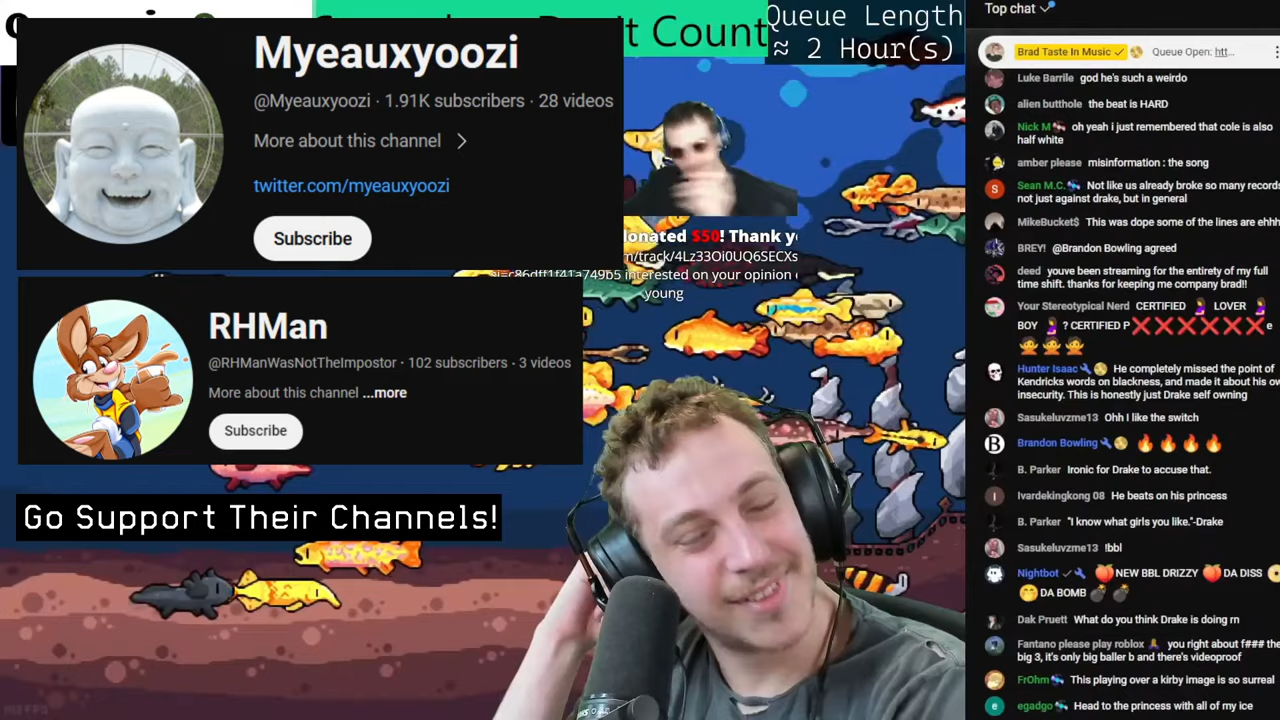 t Count
Queue Length
≈ 2 Hour(s)
Myeauxyoozi
@Myeauxyoozi · 1.91K subscribers · 28 videos
More about this channel
twitter.com/myeauxyoozi
Subscribe
RHMan
@RHManWasNotTheImpostor · 102 subscribers · 3 videos
More about this channel ...more
Subscribe
Go Support Their Channels!
onated $50! Thank y
/track/4Lz33Oi0UQ6SECXs
interested on your opinion
young
Top chat
Brad Taste In Music Queue Open: htt...
Luke Barrile god he's such a weirdo
alien butthole the beat is HARD
Nick M oh yeah i just remembered that cole is also
half white
amber please misinformation : the song
Sean M.C. Not like us already broke so many records
not just against drake, but in general
MikeBucket$ This was dope some of the lines are ehhh
BREY! @Brandon Bowling agreed
deed youve been streaming for the entirety of my full
time shift. thanks for keeping me company brad!!
Your Stereotypical Nerd CERTIFIED 🤰 LOVER 🤰
BOY 🤰 ? CERTIFIED P❌❌❌❌❌❌❌e
🙅 🙅 🙅
Hunter Isaac He completely missed the point of
Kendricks words on blackness, and made it about his ow
insecurity. This is honestly just Drake self owning
Sasukeluvzme13 Ohh I like the switch
Brandon Bowling 🔥 🔥 🔥 🔥
B. Parker Ironic for Drake to accuse that.
Ivardekingkong 08 He beats on his princess
B. Parker "I know what girls you like."-Drake
Sasukeluvzme13 !bbl
Nightbot 🍑NEW BBL DRIZZY 🍑DA DISS
🤭DA BOMB 💣 💣
Dak Pruett What do you think Drake is doing rn
Fantano please play roblox you right about f### the
big 3, it's only big baller b and there's videoproof
FrOhm This playing over a kirby image is so surreal
egadgo Head to the princess with all of my ice